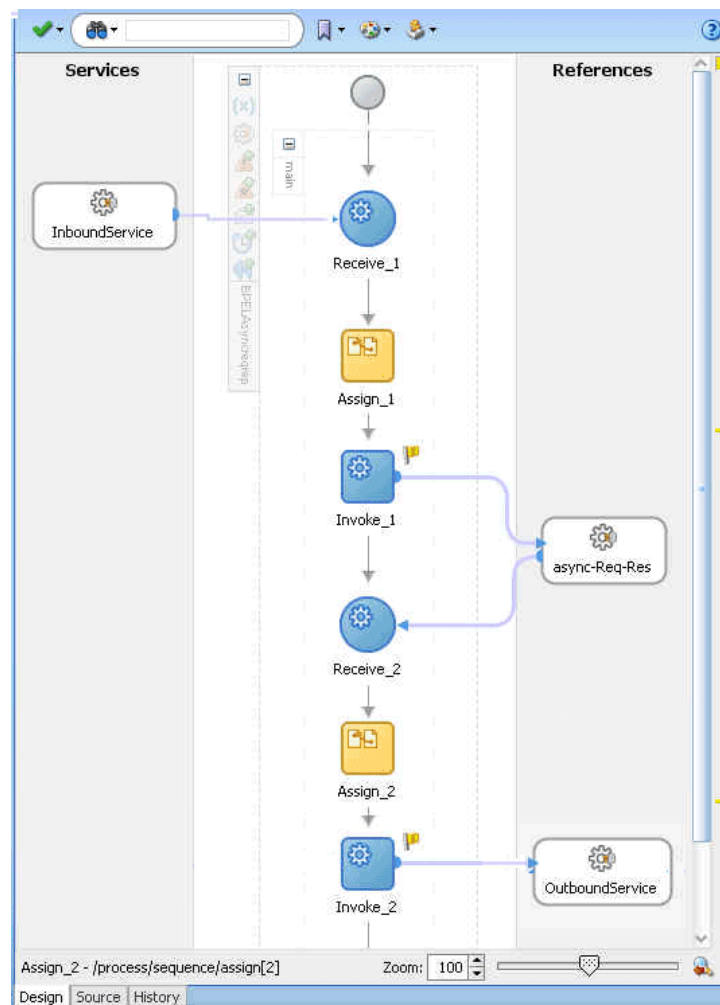 Services
References
(x)
main
InboundService
Receive_1
BPELAsyncreqrep
Assign_1
Invoke_1
async-Req-Res
Receive_2
Assign_2
OutboundService
Invoke_2
Assign_2 - /process/sequence/assign[2]
Zoom: 100
Design Source History